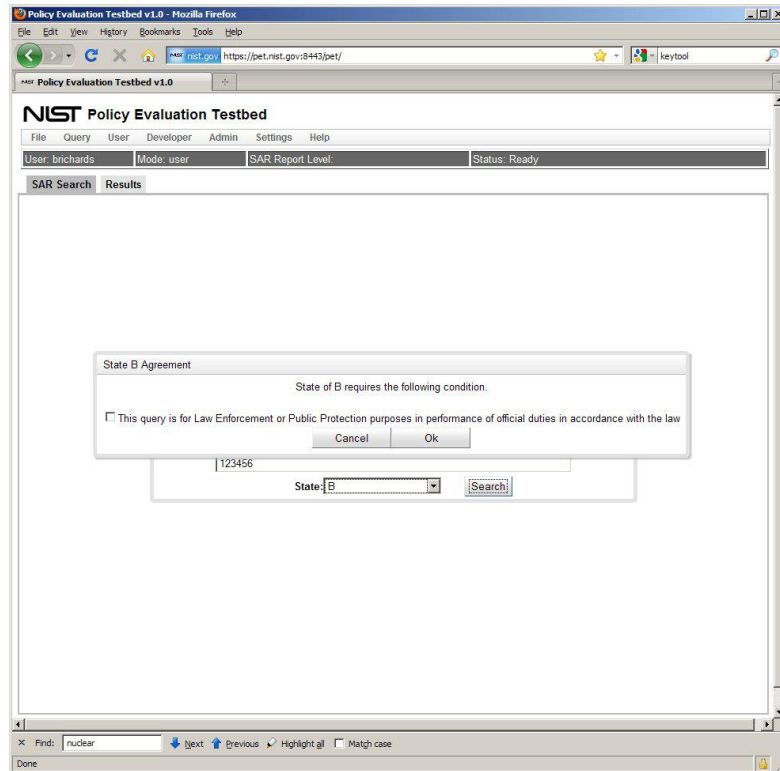 Policy Evaluation Testbed v1.0 - Mozilla Firefox
File Edit View History Bookmarks Tools Help
NIST nist.gov https://pet.nist.gov:8443/pet/ keytool
NIST Policy Evaluation Testbed v1.0
NIST Policy Evaluation Testbed
File Query User Developer Admin Settings Help
User: brichards Mode: user SAR Report Level: Status: Ready
SAR Search Results
State B Agreement
State of B requires the following condition.
This query is for Law Enforcement or Public Protection purposes in performance of official duties in accordance with the law
Cancel Ok
123456
State: B Search
Find: nuclear Next Previous Highlight all Match case
Done